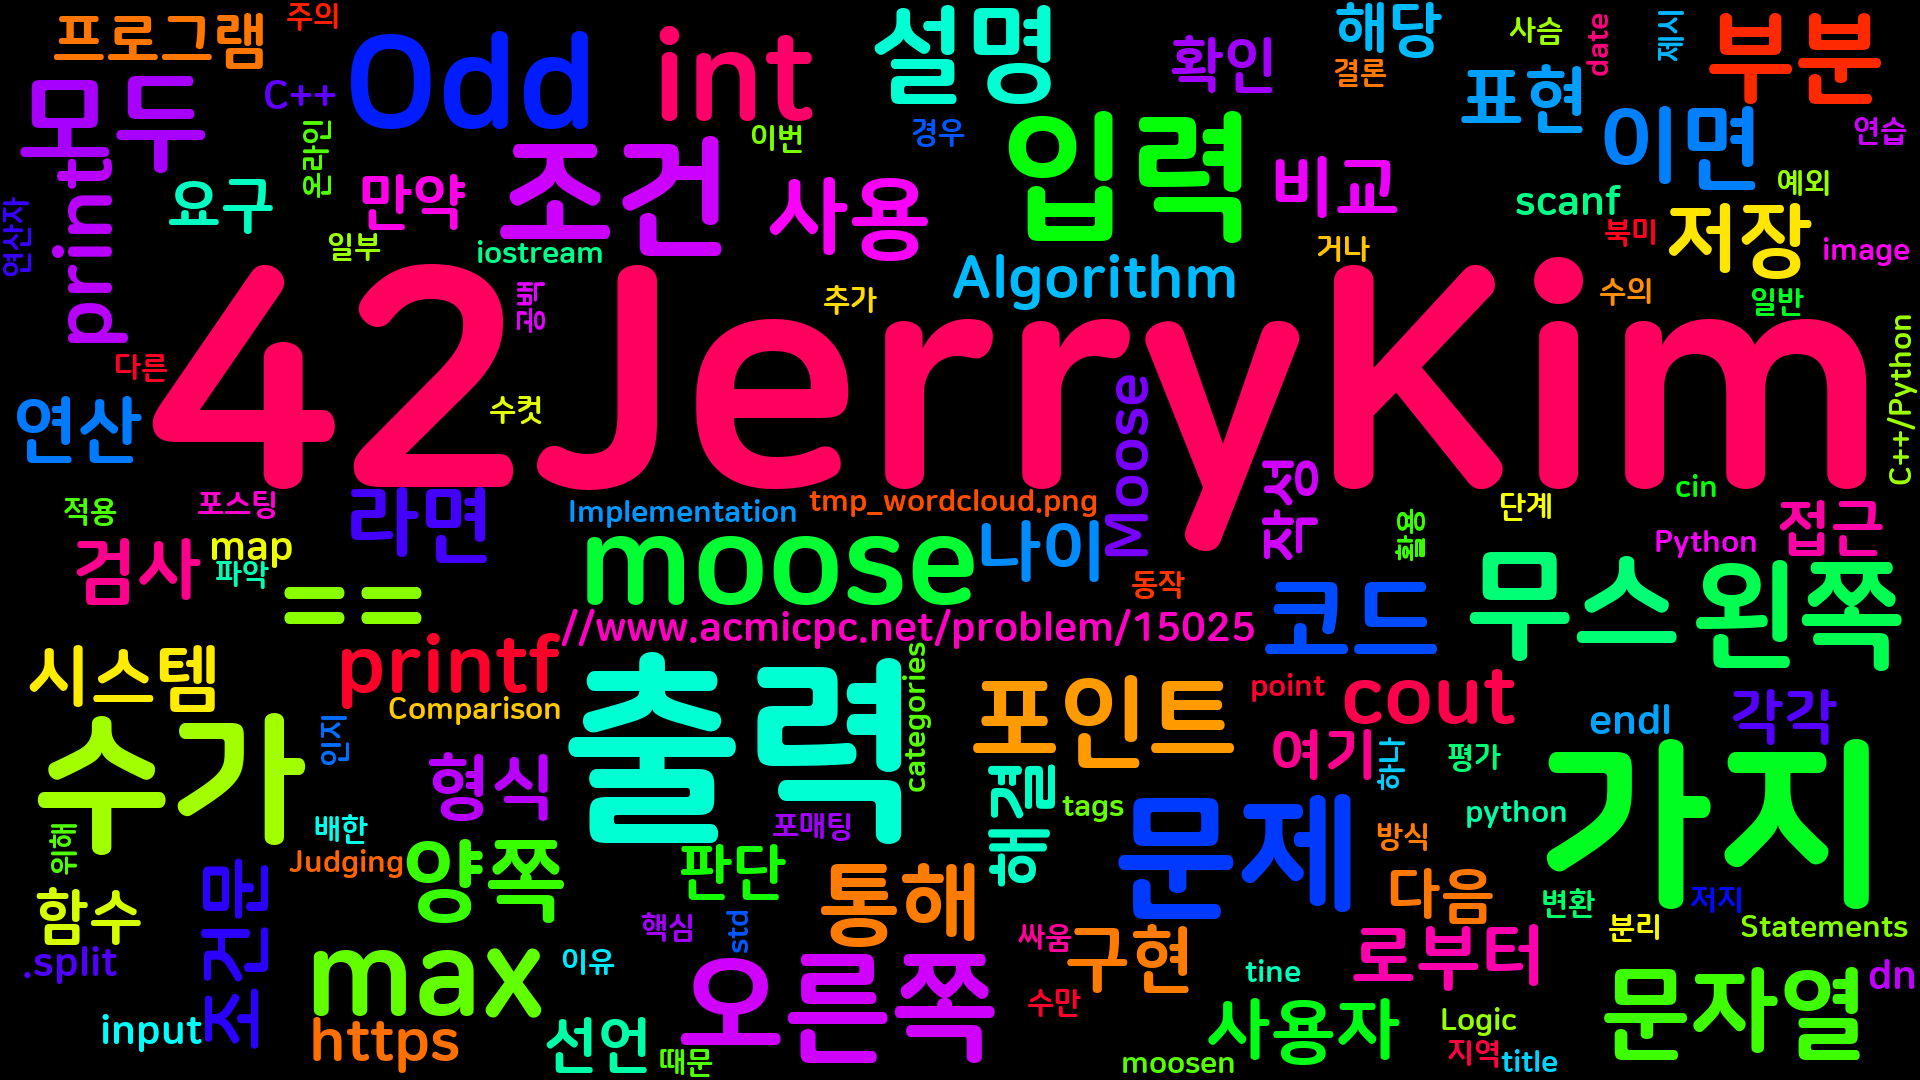 프로그램
주의
Odd
int
설명
해당
확인
결론
사슴
date
제시
부분
모두
C++
온라인
이번
경우
표현
이면
연습
print
요구
만약
조건
사용
입력
비교
scanf
예외
연산자
일부
iostream
공백
Algorithm
거나
북미
저장
image
추가
수의
일반
42JerryKim
다른
연산
수컷
Moose
C++/Python
적용
포스팅
라면
Implementation
tmp_wordcloud.png
작성
단계
cin
접근
검사
map
파악
==
moose
나이
동작
활용
Python
//www.acmicpc.net/problem/15025
코드
무스
왼쪽
시스템
printf
Comparison
출력
categories
포인트
point
cout
endl
각각
수가
인지
형식
해결
여기
하나
평가
가지
tags
python
위해
배한
Judging
양쪽
포매팅
판단
문제
방식
함수
조건문
통해
다음
변환
저지
핵심
std
싸움
구현
로부터
분리
Statements
.split
max
이유
오른쪽
tine
문자열
dn
input
https
선언
때문
수만
moosen
사용자
Logic
지역
title